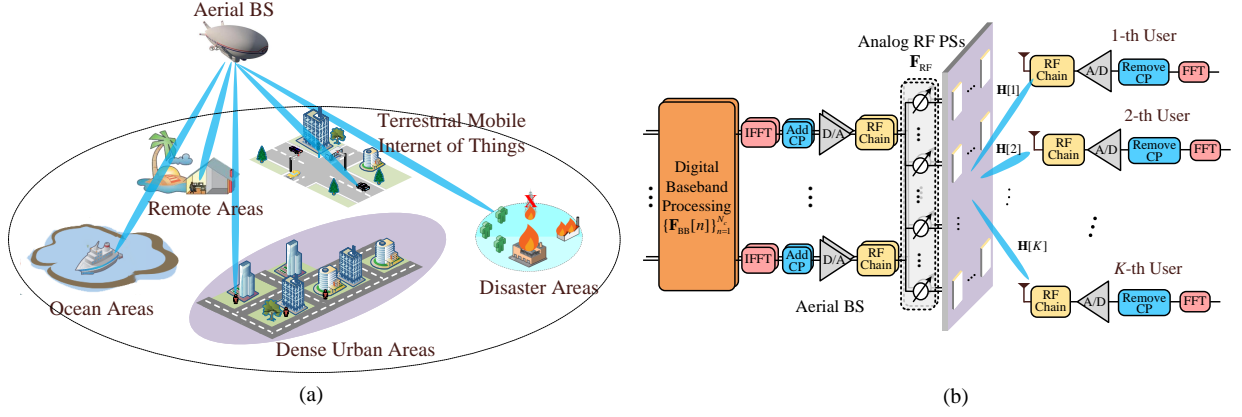 Aerial BS
Terrestrial Mobile
Internet of Things
Remote Areas
Ocean Areas
X
Disaster Areas
Dense Urban Areas
(a)
Digital
Baseband
Processing
{F_BB[n]}_{n=1}^{N_c}
IFFT
Add
CP
D/A
RF
Chain
IFFT
Add
CP
D/A
RF
Chain
Aerial BS
Analog RF PSs
F_RF
H[1]
H[2]
H[K]
1-th User
RF
Chain
A/D
Remove
CP
FFT
2-th User
RF
Chain
A/D
Remove
CP
FFT
K-th User
RF
Chain
A/D
Remove
CP
FFT
(b)